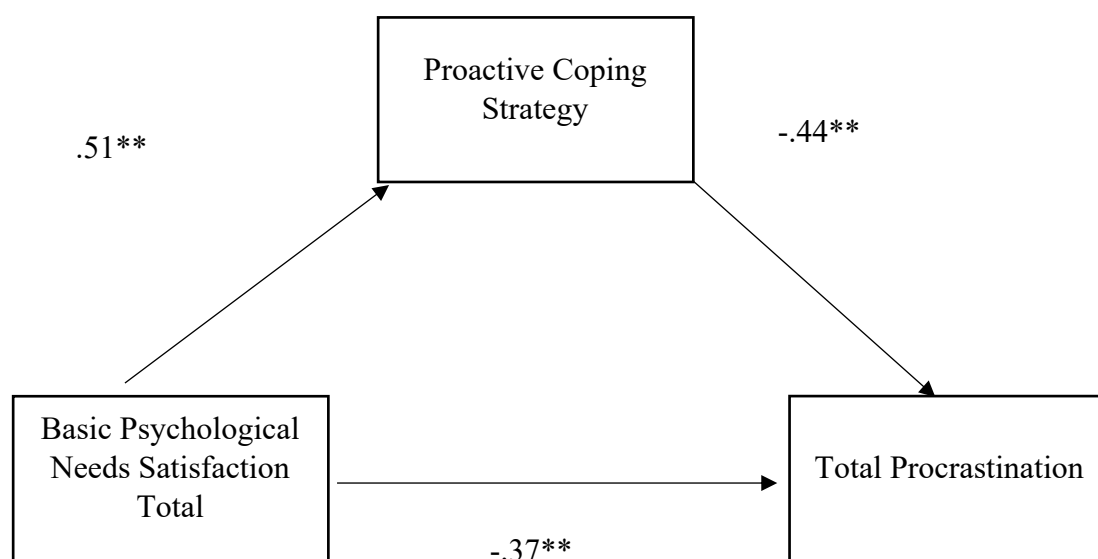 Proactive Coping
Strategy
.51**
-.44**
Basic Psychological
Needs Satisfaction
Total
Total Procrastination
-.37**